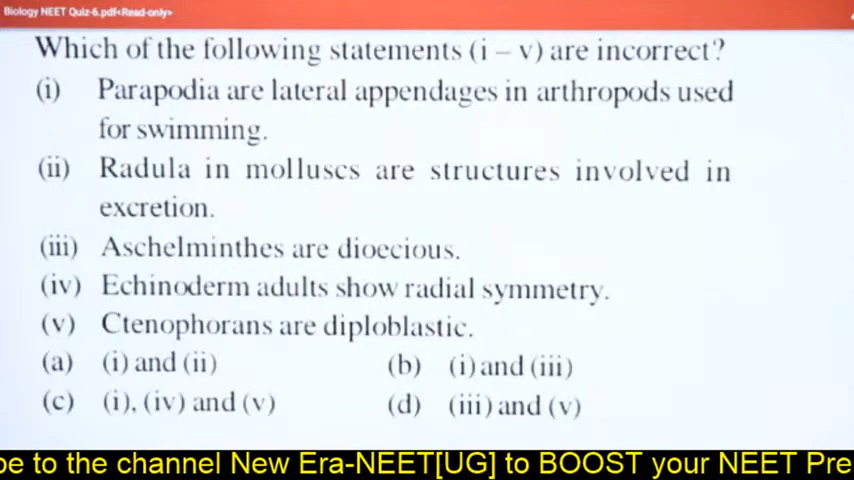 Biology NEET Quiz-6.pdf<Read-only>
Which of the following statements (i – v) are incorrect?
(i) Parapodia are lateral appendages in arthropods used
for swimming.
(ii) Radula in molluscs are structures involved in
excretion.
(iii) Aschelminthes are dioecious.
(iv) Echinoderm adults show radial symmetry.
(v) Ctenophorans are diploblastic.
(a) (i) and (ii) (b) (i) and (iii)
(c) (i), (iv) and (v) (d) (iii) and (v)
to the channel New Era-NEET[UG] to BOOST your NEET